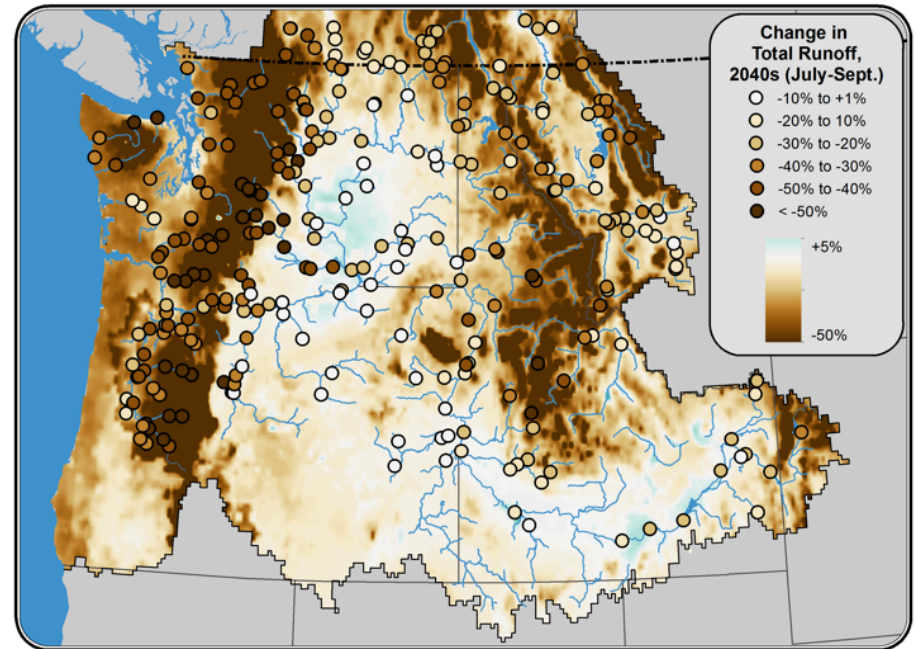 Change in
Total Runoff,
2040s (July-Sept.)
-10% to +1%
-20% to 10%
-30% to -20%
-40% to -30%
-50% to -40%
< -50%
+5%
-50%